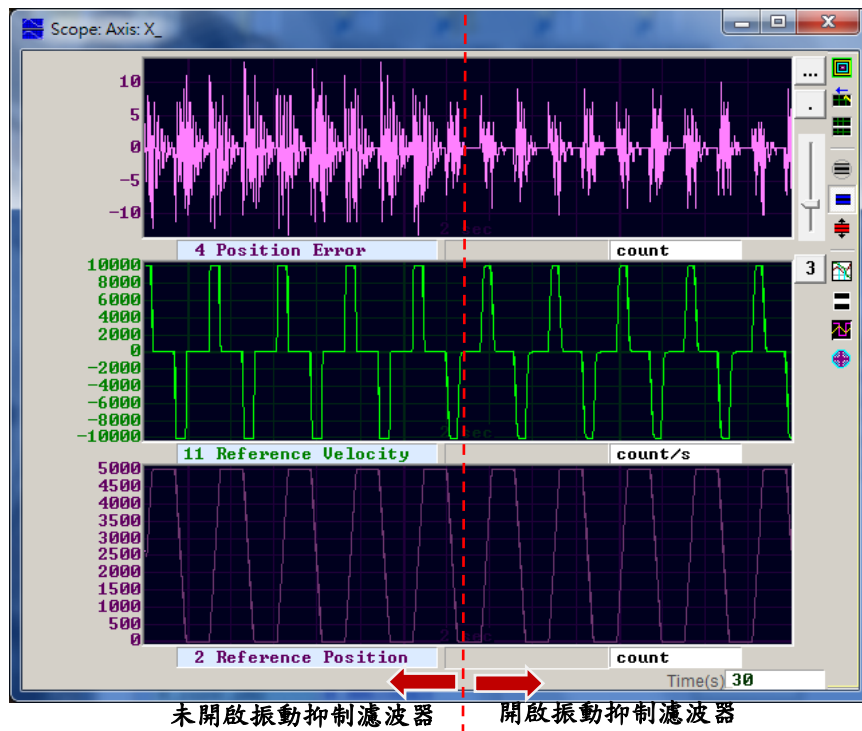 Scope: Axis: X_
10
5
0
-5
-10
...
.
4 Position Error
count
10000
8000
6000
4000
2000
0
-2000
-4000
-6000
-8000
-10000
3
2 sec
11 Reference Velocity
count/s
5000
4500
4000
3500
3000
2500
2000
1500
1000
500
0
2 Reference Position
count
Time(s) 30
未開啟振動抑制濾波器
開啟振動抑制濾波器